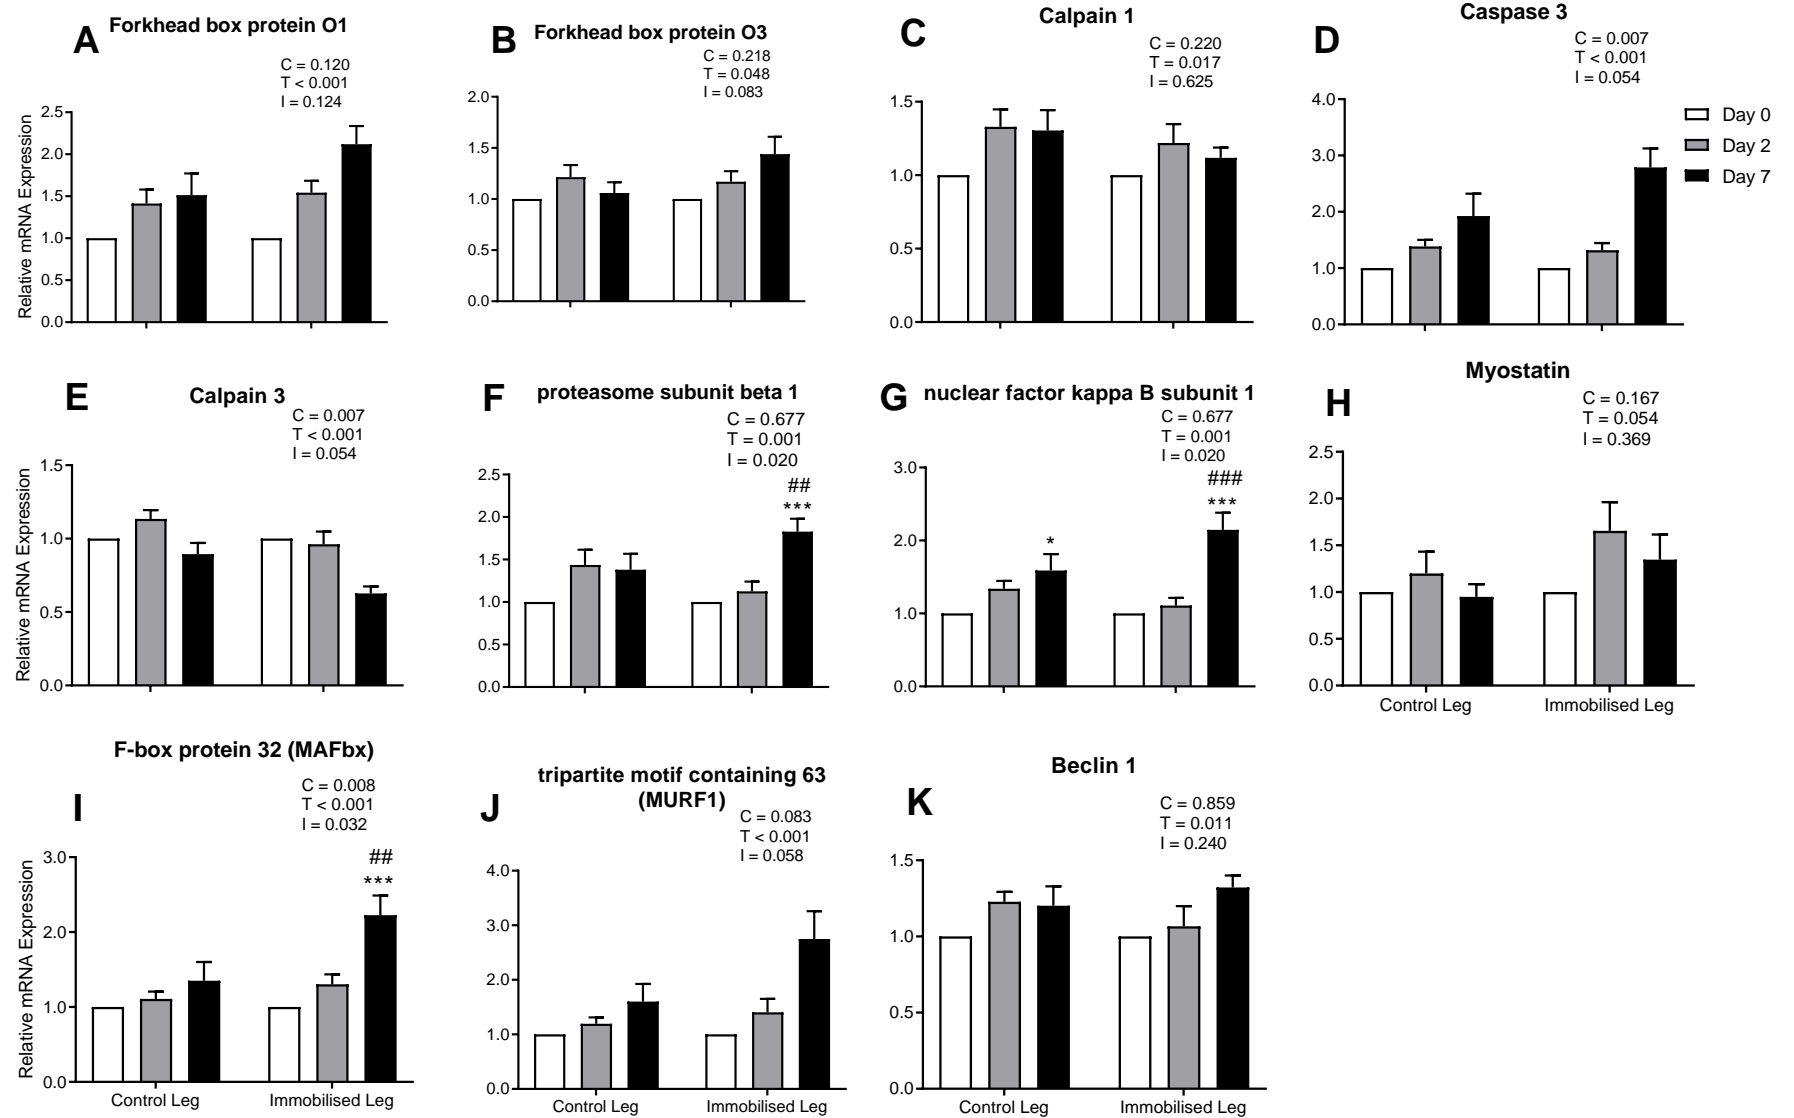 A
Forkhead box protein O1
C = 0.120
T < 0.001
I = 0.124
Relative mRNA Expression
2.5
2.0
1.5
1.0
0.5
0.0
B
Forkhead box protein O3
C = 0.218
T = 0.048
I = 0.083
2.0
1.5
1.0
0.5
0.0
C
Calpain 1
C = 0.220
T = 0.017
I = 0.625
1.5
1.0
0.5
0.0
D
Caspase 3
C = 0.007
T < 0.001
I = 0.054
4.0
3.0
2.0
1.0
0.0
Day 0
Day 2
Day 7
E
Calpain 3
C = 0.007
T < 0.001
I = 0.054
Relative mRNA Expression
1.5
1.0
0.5
0.0
F
proteasome subunit beta 1
C = 0.677
T = 0.001
I = 0.020
2.5
2.0
1.5
1.0
0.5
0.0
##
***
G
nuclear factor kappa B subunit 1
C = 0.677
T = 0.001
I = 0.020
3.0
2.0
1.0
0.0
*
###
***
H
Myostatin
C = 0.167
T = 0.054
I = 0.369
2.5
2.0
1.5
1.0
0.5
0.0
Control Leg
Immobilised Leg
I
F-box protein 32 (MAFbx)
C = 0.008
T < 0.001
I = 0.032
Relative mRNA Expression
3.0
2.0
1.0
0.0
##
***
Control Leg
Immobilised Leg
J
tripartite motif containing 63
(MURF1)
C = 0.083
T < 0.001
I = 0.058
4.0
3.0
2.0
1.0
0.0
Control Leg
Immobilised Leg
K
Beclin 1
C = 0.859
T = 0.011
I = 0.240
1.5
1.0
0.5
0.0
Control Leg
Immobilised Leg